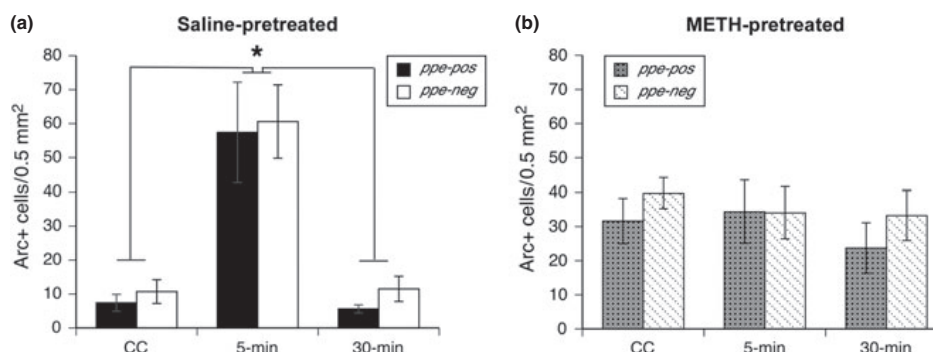 (a)
Saline-pretreated
80
70
60
50
40
30
20
10
0
Arc+ cells/0.5 mm²
*
ppe-pos
ppe-neg
CC
5-min
30-min
(b)
METH-pretreated
80
70
60
50
40
30
20
10
0
Arc+ cells/0.5 mm²
ppe-pos
ppe-neg
CC
5-min
30-min